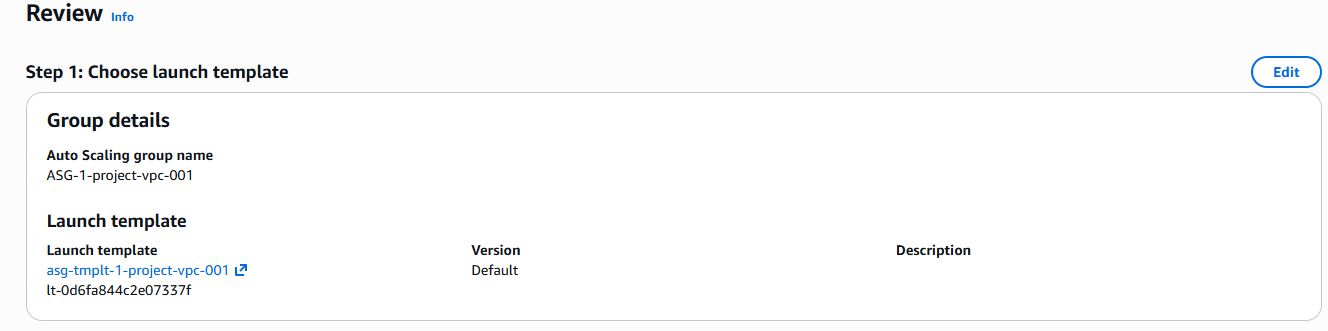 Review Info
Step 1: Choose launch template
Edit
Group details
Auto Scaling group name
ASG-1-project-vpc-001
Launch template
Launch template Version Description
asg-tmplt-1-project-vpc-001 Default
lt-0d6fa844c2e07337f